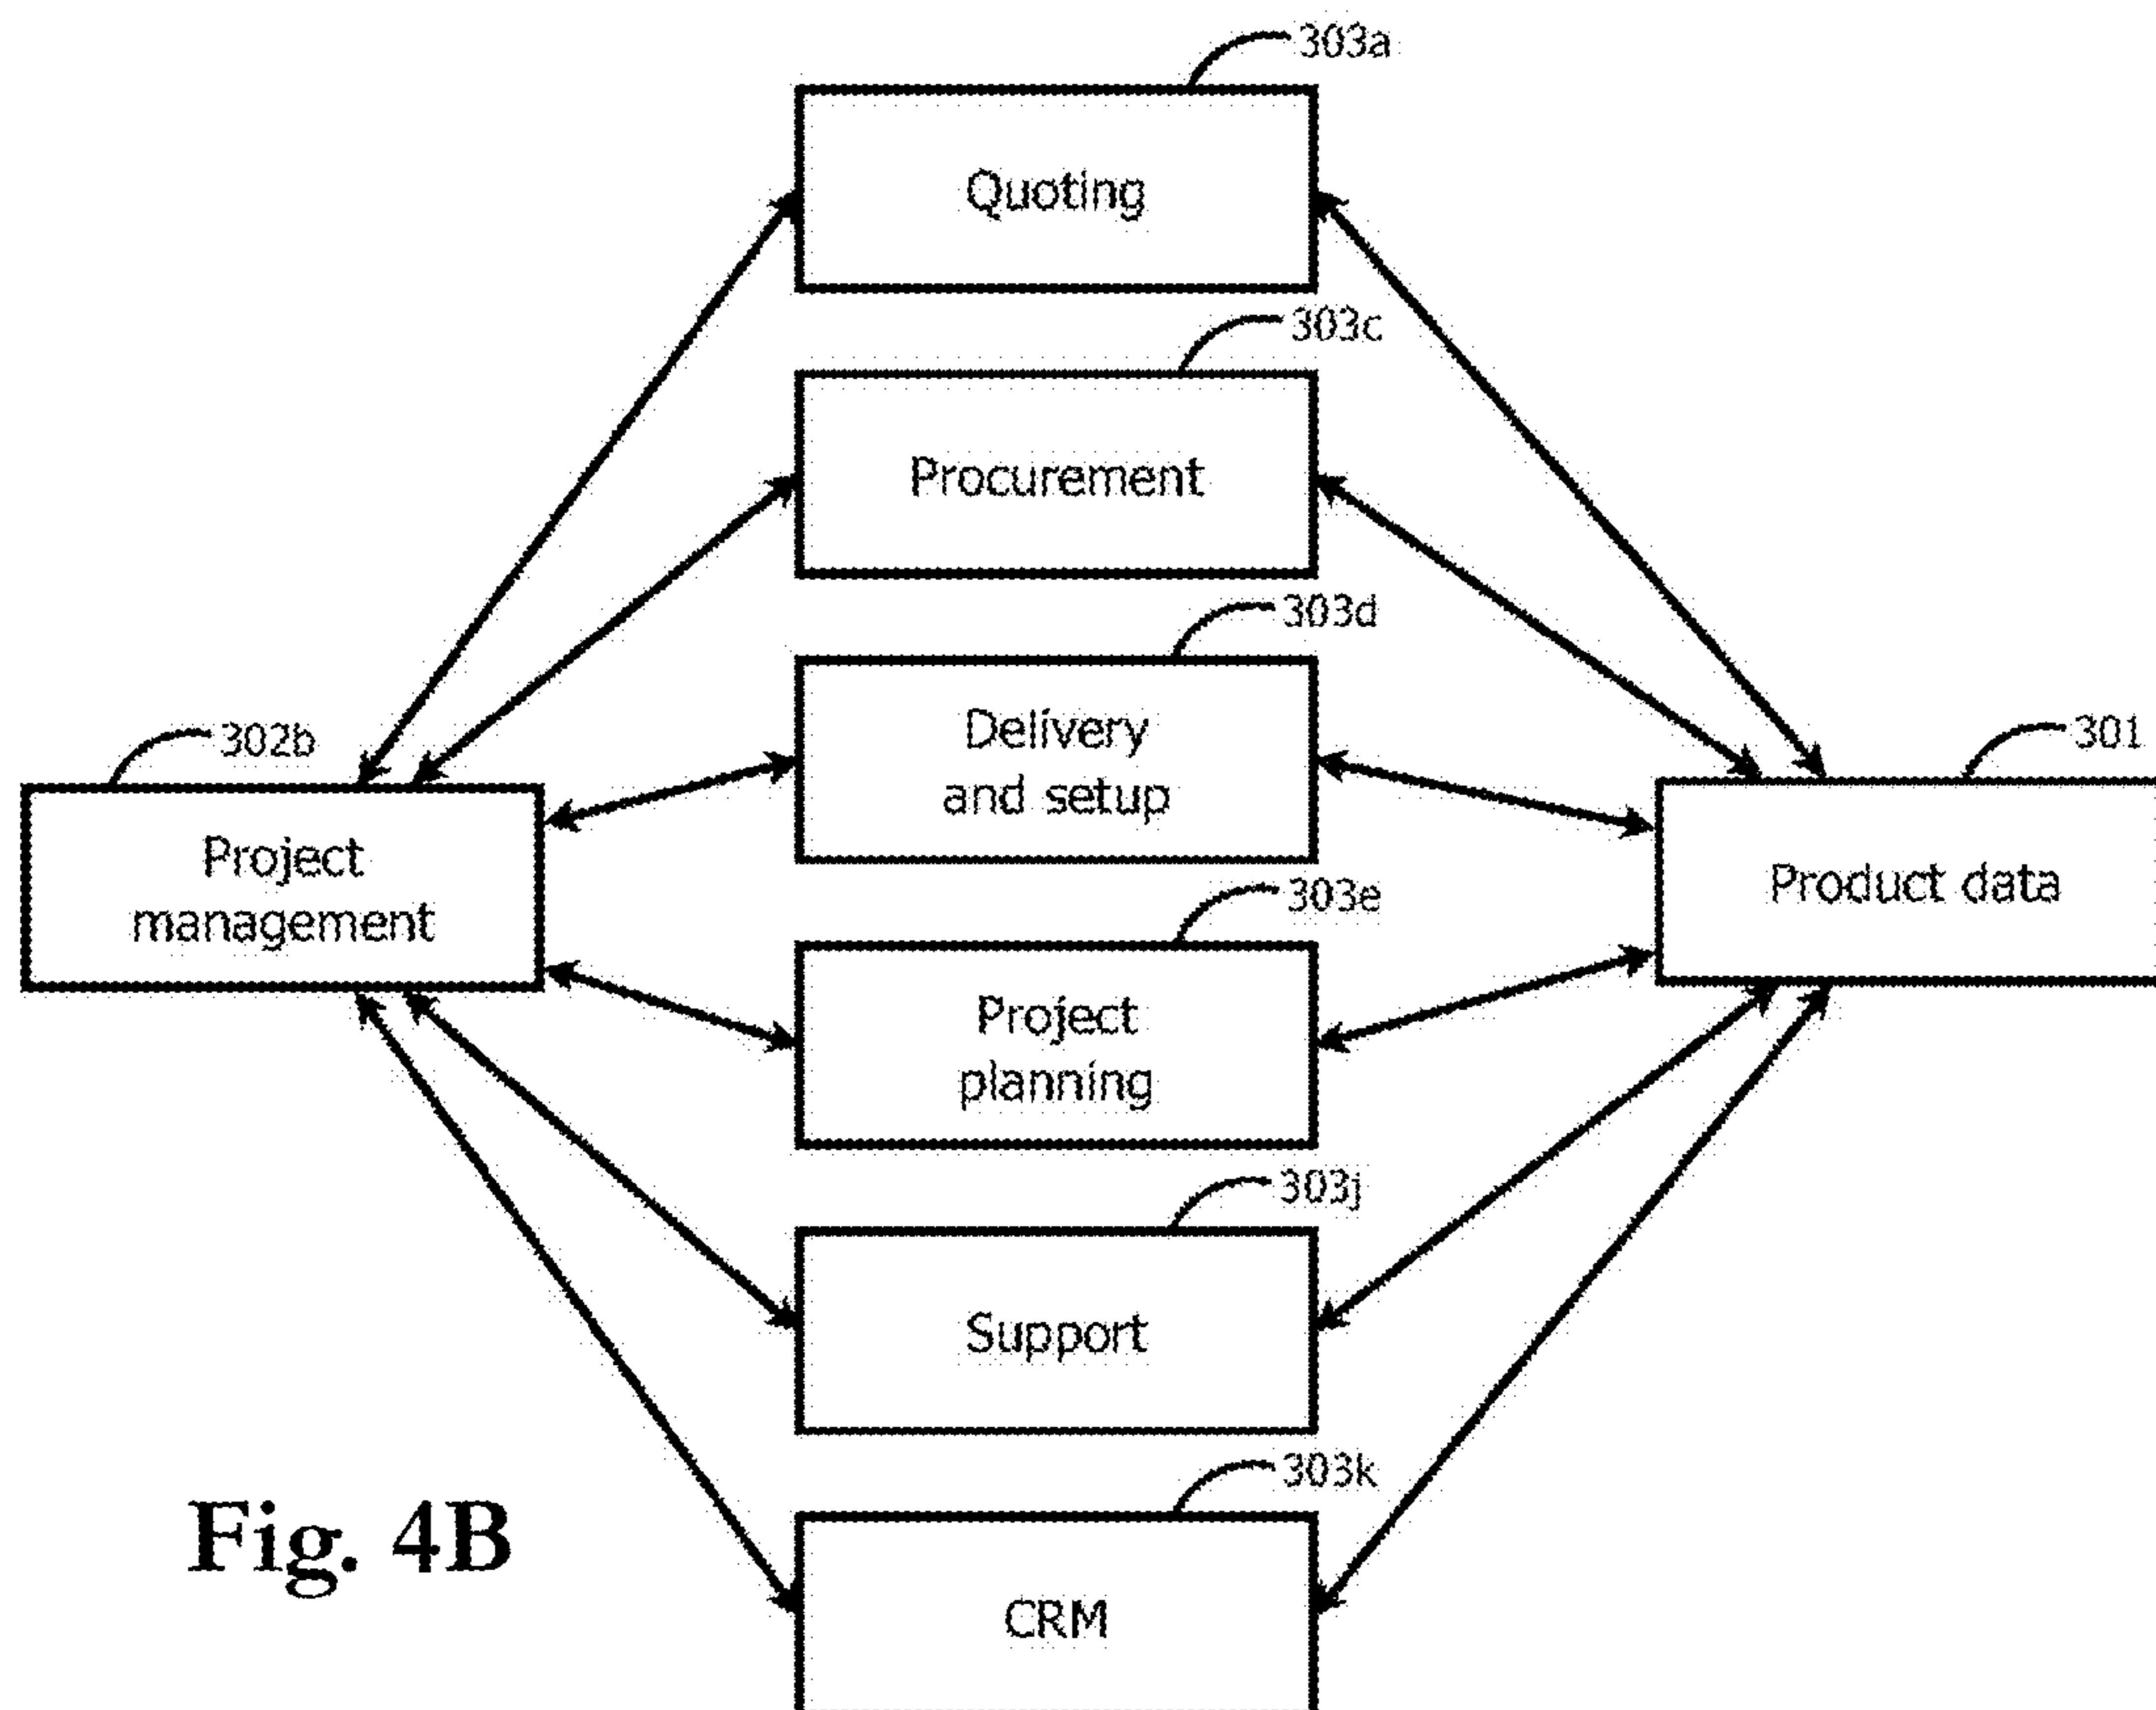 303a
Quoting
303c
Procurement
303d
Delivery
and setup
302b
Project
management
301
Product data
303e
Project
planning
303j
Support
303k
CRM
Fig. 4B